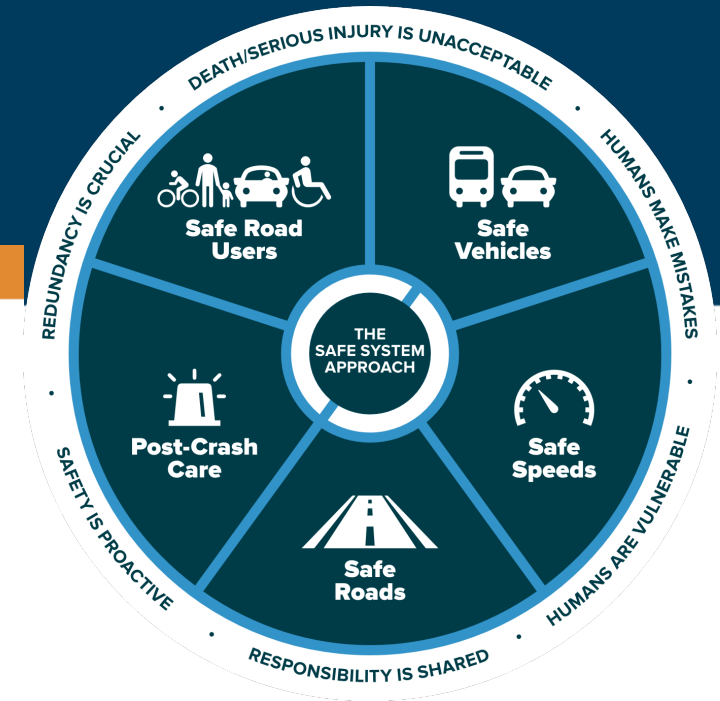 DEATH/SERIOUS INJURY IS UNACCEPTABLE
HUMANS MAKE MISTAKES
HUMANS ARE VULNERABLE
RESPONSIBILITY IS SHARED
SAFETY IS PROACTIVE
REDUNDANCY IS CRUCIAL
Safe Road
Users
Safe
Vehicles
Safe
Speeds
Safe
Roads
Post-Crash
Care
THE
SAFE SYSTEM
APPROACH